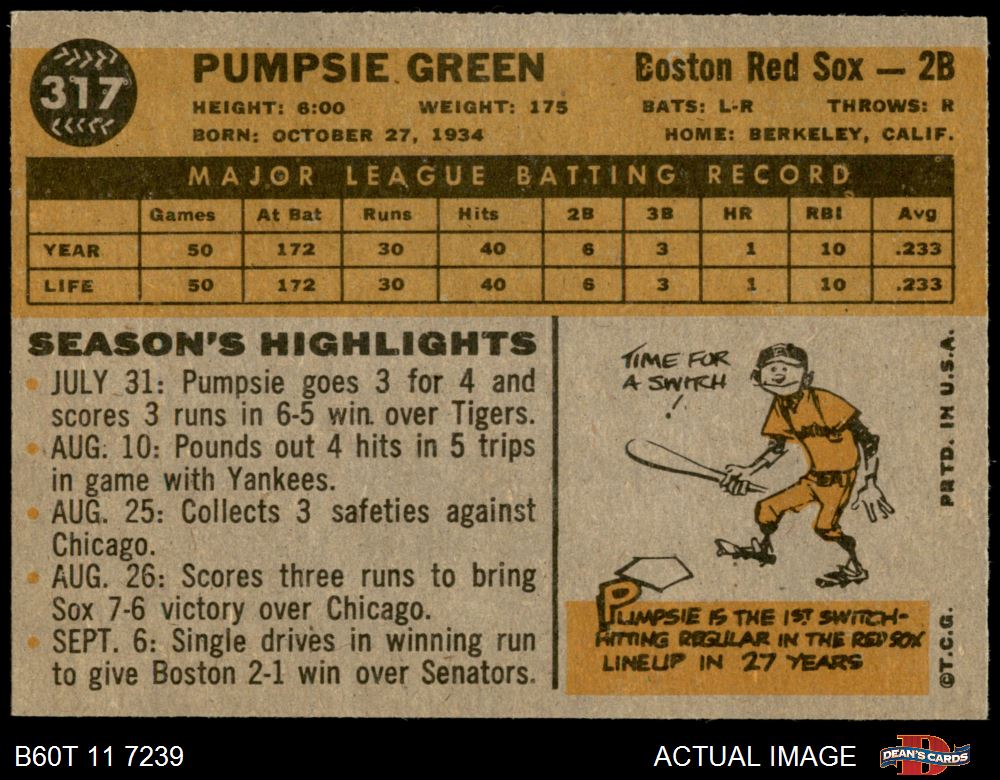 317
PUMPSIE GREEN
Boston Red Sox — 2B
HEIGHT: 6:00 WEIGHT: 175 BATS: L-R THROWS: R
BORN: OCTOBER 27, 1934 HOME: BERKELEY, CALIF.
MAJOR LEAGUE BATTING RECORD
Games At Bat Runs Hits 2B 3B HR RBI Avg
YEAR 50 172 30 40 6 3 1 10 .233
LIFE 50 172 30 40 6 3 1 10 .233
SEASON'S HIGHLIGHTS
• JULY 31: Pumpsie goes 3 for 4 and
scores 3 runs in 6-5 win over Tigers.
• AUG. 10: Pounds out 4 hits in 5 trips
in game with Yankees.
• AUG. 25: Collects 3 safeties against
Chicago.
• AUG. 26: Scores three runs to bring
Sox 7-6 victory over Chicago.
• SEPT. 6: Single drives in winning run
to give Boston 2-1 win over Senators.
TIME FOR
A SWITCH
!
PUMPSIE IS THE 1ST SWITCH-
HITTING REGULAR IN THE RED SOX
LINEUP IN 27 YEARS
©T.C.G. PRTD. IN U.S.A.
B60T 11 7239
ACTUAL IMAGE
D
DEAN'S CARDS